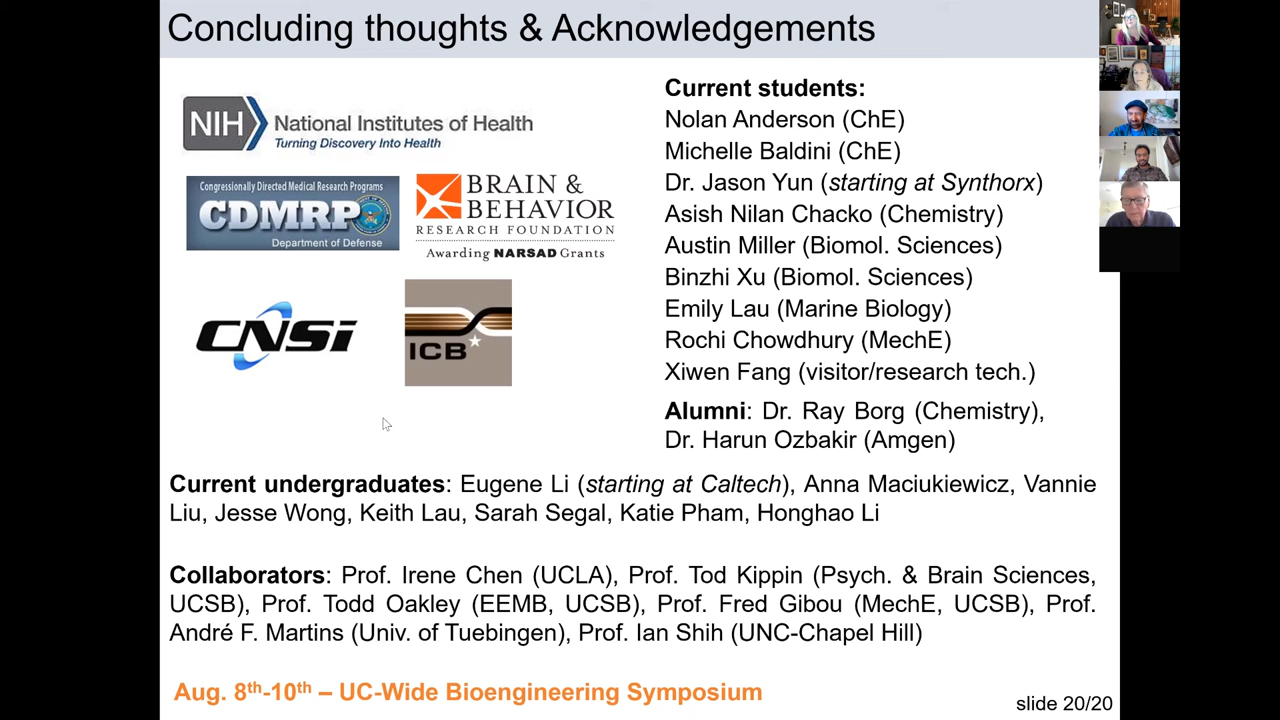 Concluding thoughts & Acknowledgements
NIH National Institutes of Health
Turning Discovery Into Health
Congressionally Directed Medical Research Programs
CDMRP
Department of Defense
BRAIN &
BEHAVIOR
RESEARCH FOUNDATION
Awarding NARSAD Grants
CNSi
ICB
Current students:
Nolan Anderson (ChE)
Michelle Baldini (ChE)
Dr. Jason Yun (starting at Synthorx)
Asish Nilan Chacko (Chemistry)
Austin Miller (Biomol. Sciences)
Binzhi Xu (Biomol. Sciences)
Emily Lau (Marine Biology)
Rochi Chowdhury (MechE)
Xiwen Fang (visitor/research tech.)
Alumni: Dr. Ray Borg (Chemistry),
Dr. Harun Ozbakir (Amgen)
Current undergraduates: Eugene Li (starting at Caltech), Anna Maciukiewicz, Vannie
Liu, Jesse Wong, Keith Lau, Sarah Segal, Katie Pham, Honghao Li
Collaborators: Prof. Irene Chen (UCLA), Prof. Tod Kippin (Psych. & Brain Sciences,
UCSB), Prof. Todd Oakley (EEMB, UCSB), Prof. Fred Gibou (MechE, UCSB), Prof.
André F. Martins (Univ. of Tuebingen), Prof. Ian Shih (UNC-Chapel Hill)
Aug. 8th-10th – UC-Wide Bioengineering Symposium
slide 20/20